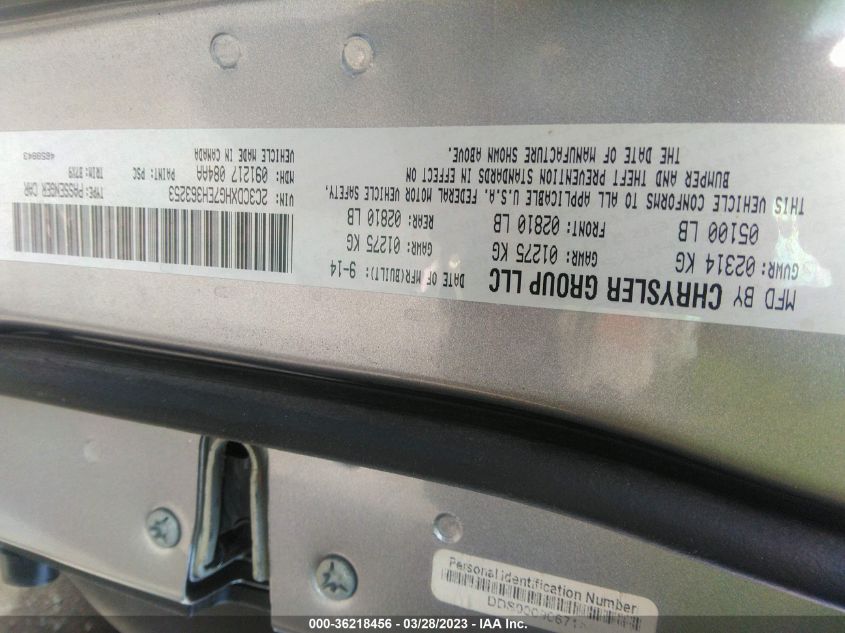 MFD BY CHRYSLER GROUP LLC
DATE OF MFR(BUILT): 9-14
GVWR: 02314 KG GAWR: 01275 KG GAWR: 01275 KG
05100 LB FRONT: 02810 LB REAR: 02810 LB
THIS VEHICLE CONFORMS TO ALL APPLICABLE U.S.A. FEDERAL MOTOR VEHICLE SAFETY,
BUMPER AND THEFT PREVENTION STANDARDS IN EFFECT ON
THE DATE OF MANUFACTURE SHOWN ABOVE.
VIN: 2C3CDXHG7EH363253 TYPE: PASSENGER CAR
MDH: 091217 084AA PAINT: PSC TRIM: B7X9
VEHICLE MADE IN CANADA 4658843
Personal Identification Number
000-36218456 - 03/28/2023 - IAA Inc.